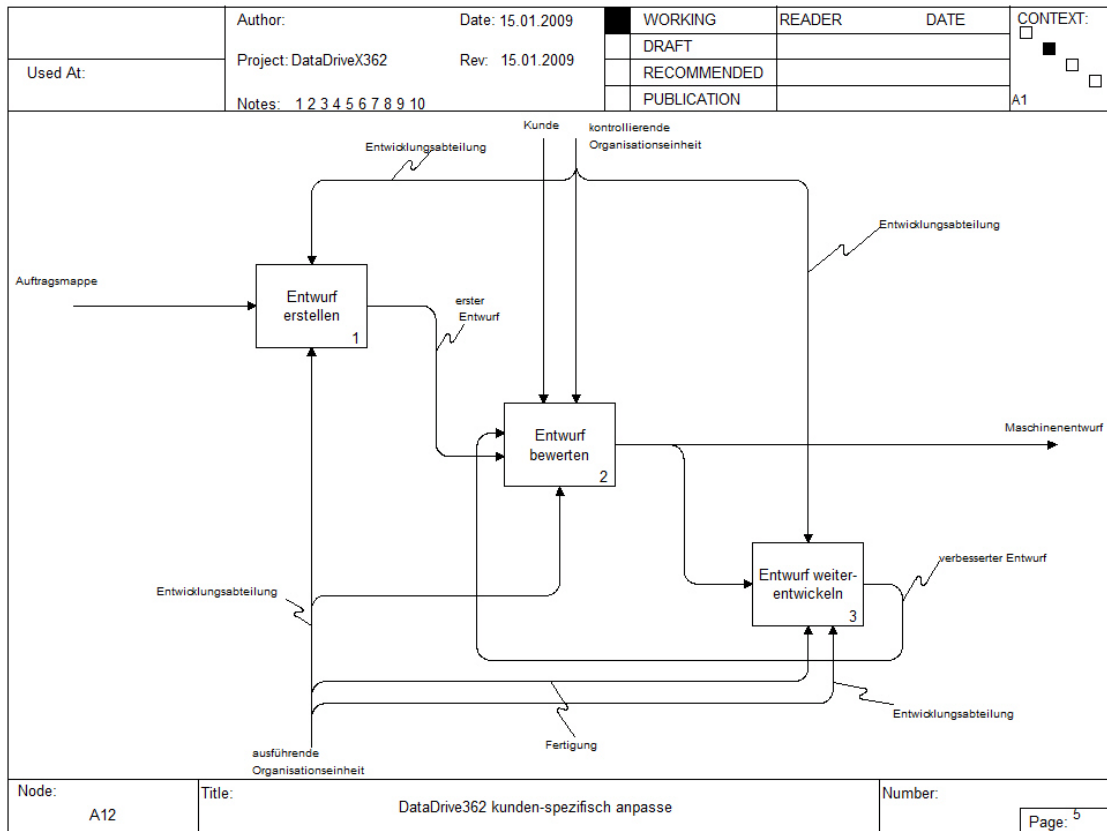 Used At:
Author:
Date: 15.01.2009
Project: DataDriveX362
Rev: 15.01.2009
Notes: 1 2 3 4 5 6 7 8 9 10
WORKING
DRAFT
RECOMMENDED
PUBLICATION
READER
DATE
CONTEXT:
A1
Kunde
kontrollierende
Organisationseinheit
Entwicklungsabteilung
Entwicklungsabteilung
Auftragsmappe
Entwurf
erstellen
1
erster
Entwurf
Entwurf
bewerten
2
Maschinenentwurf
Entwurf weiter-
entwickeln
3
verbesserter Entwurf
Entwicklungsabteilung
Entwicklungsabteilung
Fertigung
ausführende
Organisationseinheit
Node:
A12
Title:
DataDrive362 kunden-spezifisch anpasse
Number:
Page: 5